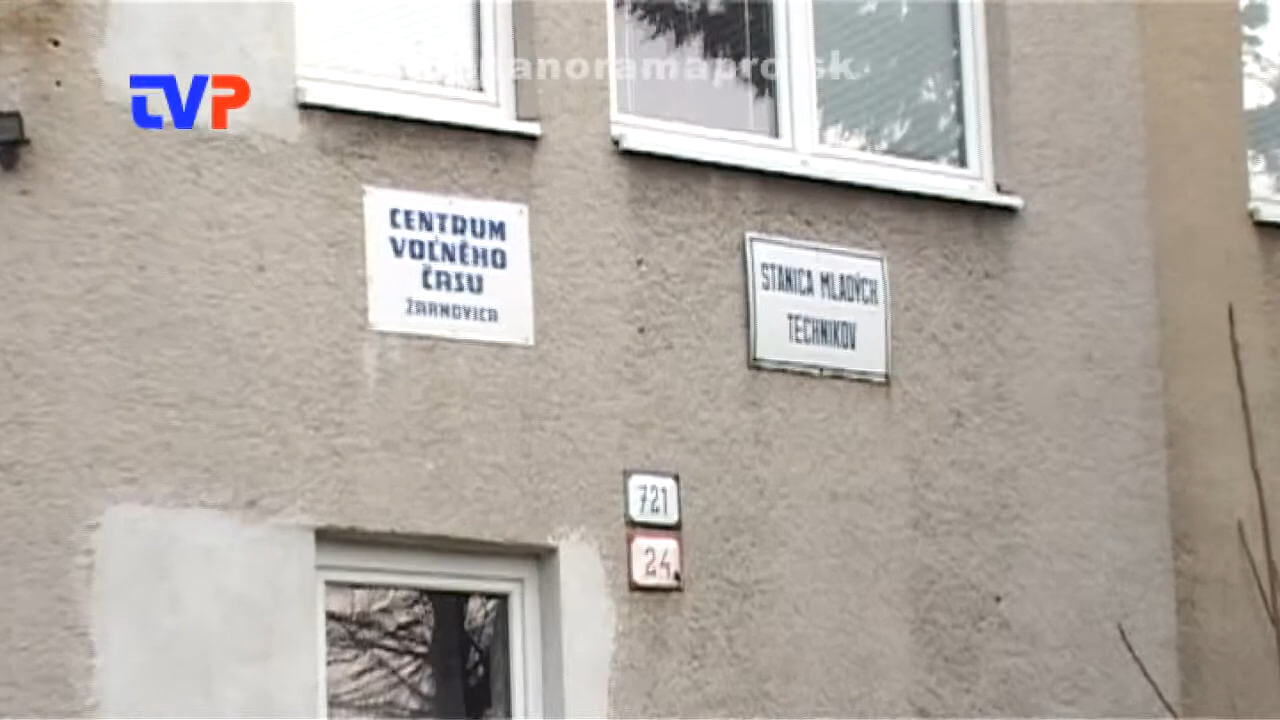 TVP
CENTRUM
VOĽNÉHO
ČASU
ŽARNOVICA
STANICA MLADÝCH
TECHNIKOV
721
24